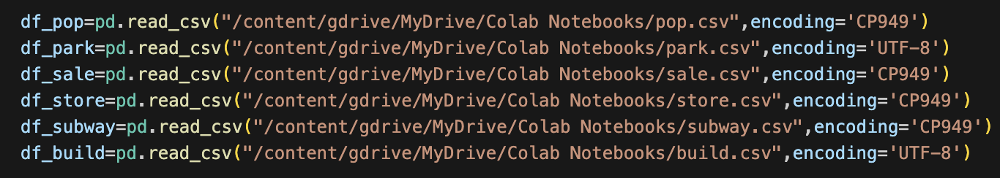 df_pop=pd.read_csv("/content/gdrive/MyDrive/Colab Notebooks/pop.csv",encoding='CP949')
df_park=pd.read_csv("/content/gdrive/MyDrive/Colab Notebooks/park.csv",encoding='UTF-8')
df_sale=pd.read_csv("/content/gdrive/MyDrive/Colab Notebooks/sale.csv",encoding='CP949')
df_store=pd.read_csv("/content/gdrive/MyDrive/Colab Notebooks/store.csv",encoding='CP949')
df_subway=pd.read_csv("/content/gdrive/MyDrive/Colab Notebooks/subway.csv",encoding='CP949')
df_build=pd.read_csv("/content/gdrive/MyDrive/Colab Notebooks/build.csv",encoding='UTF-8')